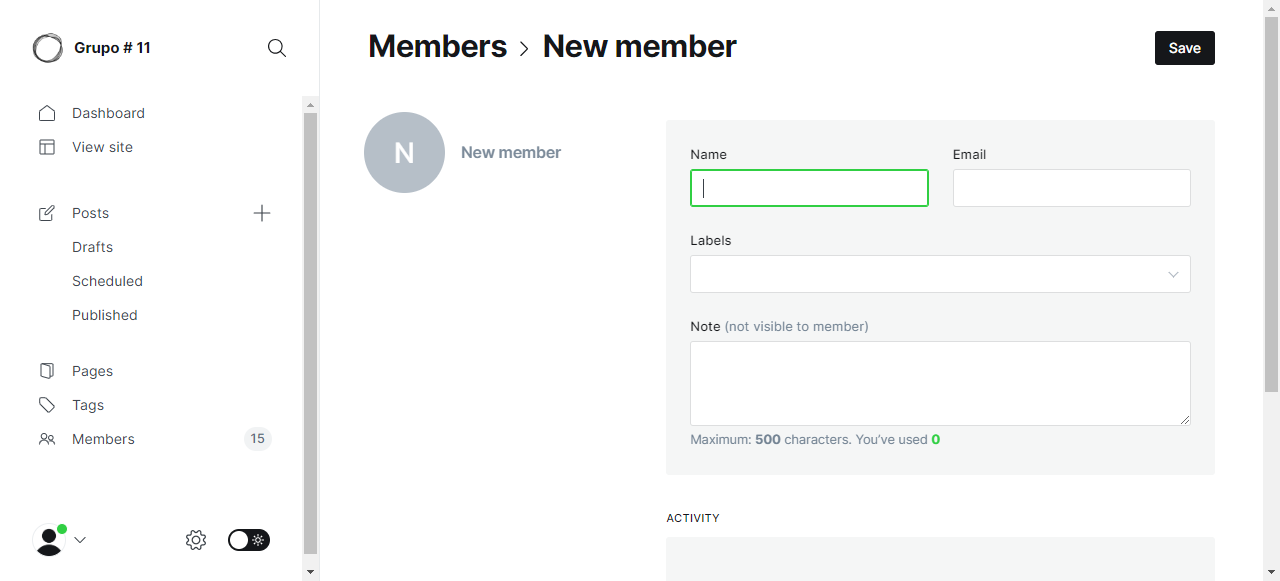 Grupo # 11
Dashboard
View site
Posts
Drafts
Scheduled
Published
Pages
Tags
Members 15
Members > New member
Save
N
New member
Name
Email
Labels
Note (not visible to member)
Maximum: 500 characters. You've used 0
ACTIVITY